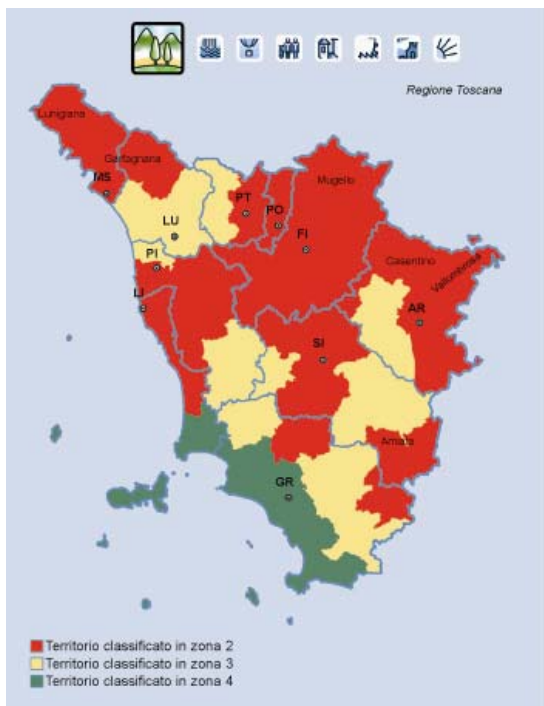 Regione Toscana
Lunigiana
Garfagnana
MS
Mugello
PT
PO
LU
FI
PI
Casentino
Vallombrosa
LI
AR
SI
Amiata
GR
Territorio classificato in zona 2
Territorio classificato in zona 3
Territorio classificato in zona 4